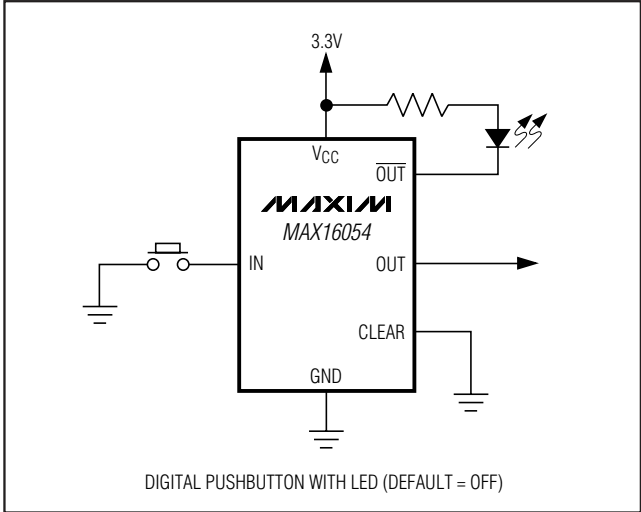 3.3V
VCC
OUT
MAXIM
MAX16054
IN
OUT
CLEAR
GND
DIGITAL PUSHBUTTON WITH LED (DEFAULT = OFF)